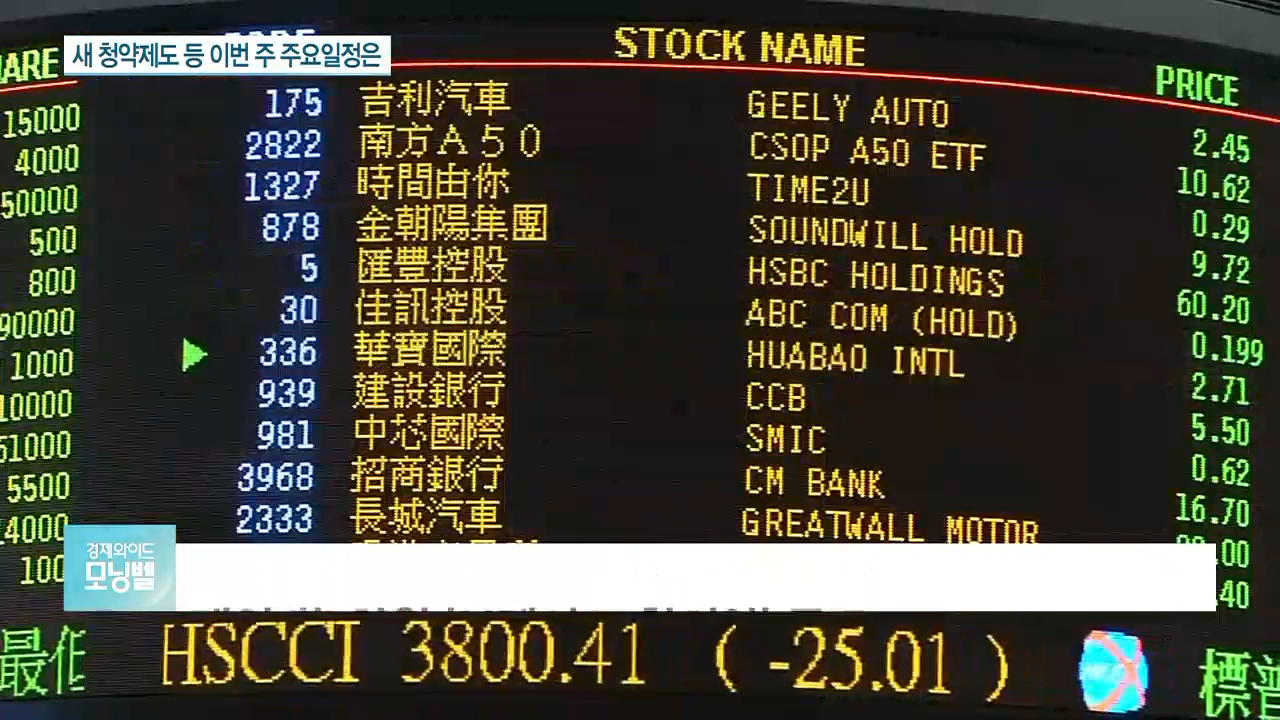 새 청약제도 등 이번 주 주요일정은
STOCK NAME
PRICE
15000 175 吉利汽車 GEELY AUTO 2.45
4000 2822 南方A50 CSOP A50 ETF 10.62
50000 1327 時間由你 TIME2U 0.29
500 878 金朝陽集團 SOUNDWILL HOLD 9.72
800 5 匯豐控股 HSBC HOLDINGS 60.20
90000 30 佳訊控股 ABC COM (HOLD) 0.199
1000 336 華寶國際 HUABAO INTL 2.71
10000 939 建設銀行 CCB 5.50
51000 981 中芯國際 SMIC 0.62
5500 3968 招商銀行 CM BANK 16.70
4000 2333 長城汽車 GREATWALL MOTOR
100
경제와이드
모닝벨
最低 HSCCI 3800.41 ( -25.01 ) 標普